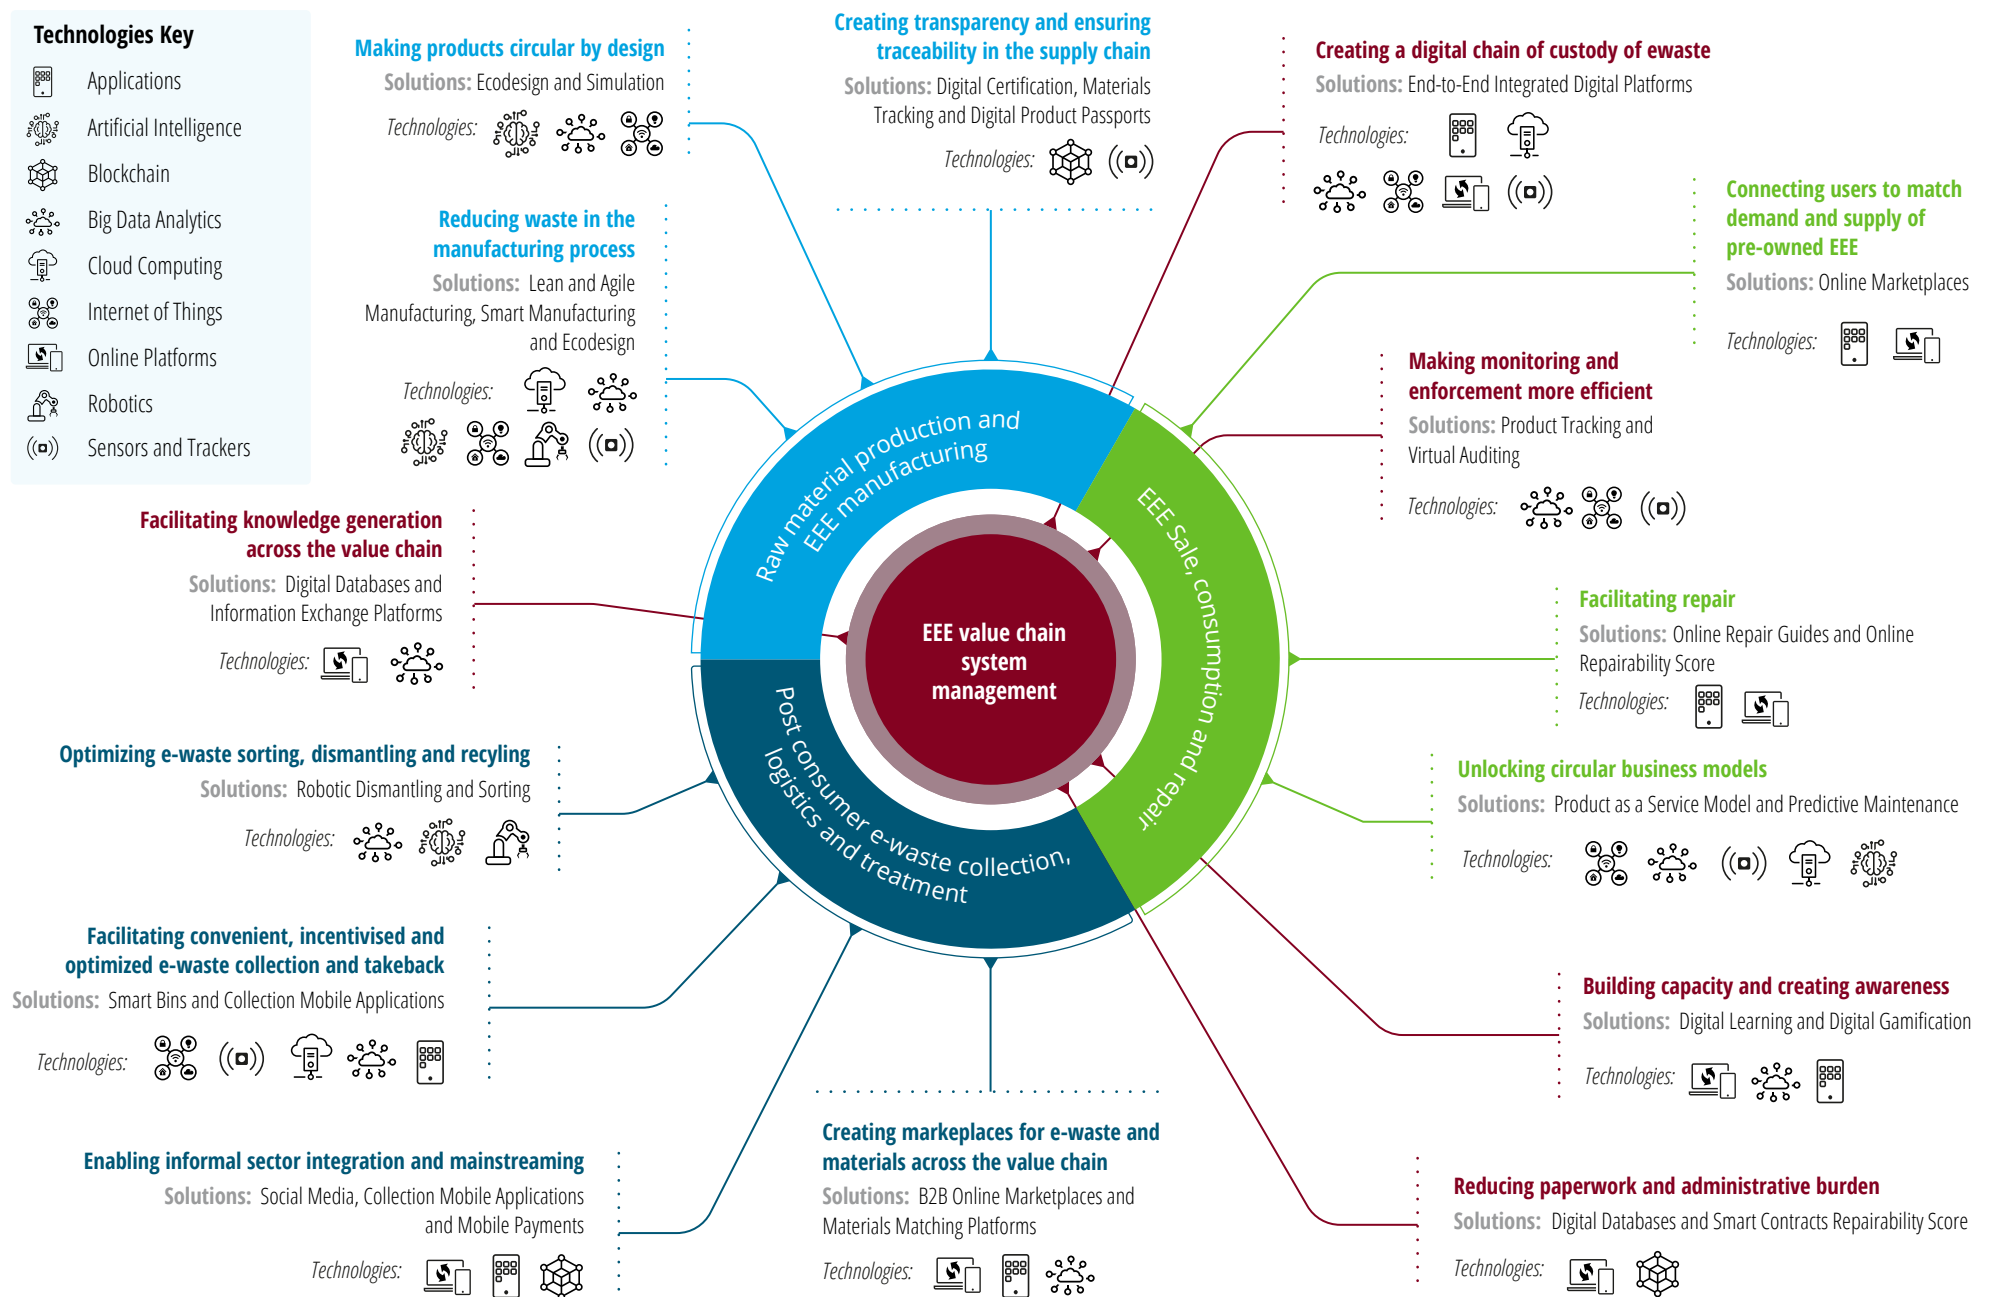 Technologies Key
Applications
Artificial Intelligence
Blockchain
Big Data Analytics
Cloud Computing
Internet of Things
Online Platforms
Robotics
Sensors and Trackers
Making products circular by design
Solutions: Ecodesign and Simulation
Technologies:
Creating transparency and ensuring
traceability in the supply chain
Solutions: Digital Certification, Materials
Tracking and Digital Product Passports
Technologies:
Creating a digital chain of custody of ewaste
Solutions: End-to-End Integrated Digital Platforms
Technologies:
Reducing waste in the
manufacturing process
Solutions: Lean and Agile
Manufacturing, Smart Manufacturing
and Ecodesign
Technologies:
Connecting users to match
demand and supply of
pre-owned EEE
Solutions: Online Marketplaces
Technologies:
Making monitoring and
enforcement more efficient
Solutions: Product Tracking and
Virtual Auditing
Technologies:
Facilitating knowledge generation
across the value chain
Solutions: Digital Databases and
Information Exchange Platforms
Technologies:
Raw material production and
EEE manufacturing
EEE Sale, consumption and repair
EEE value chain
system
management
Post consumer e-waste collection,
logistics and treatment
Facilitating repair
Solutions: Online Repair Guides and Online
Repairability Score
Technologies:
Optimizing e-waste sorting, dismantling and recyling
Solutions: Robotic Dismantling and Sorting
Technologies:
Unlocking circular business models
Solutions: Product as a Service Model and Predictive Maintenance
Technologies:
Facilitating convenient, incentivised and
optimized e-waste collection and takeback
Solutions: Smart Bins and Collection Mobile Applications
Technologies:
Building capacity and creating awareness
Solutions: Digital Learning and Digital Gamification
Technologies:
Enabling informal sector integration and mainstreaming
Solutions: Social Media, Collection Mobile Applications
and Mobile Payments
Technologies:
Creating markeplaces for e-waste and
materials across the value chain
Solutions: B2B Online Marketplaces and
Materials Matching Platforms
Technologies:
Reducing paperwork and administrative burden
Solutions: Digital Databases and Smart Contracts Repairability Score
Technologies: